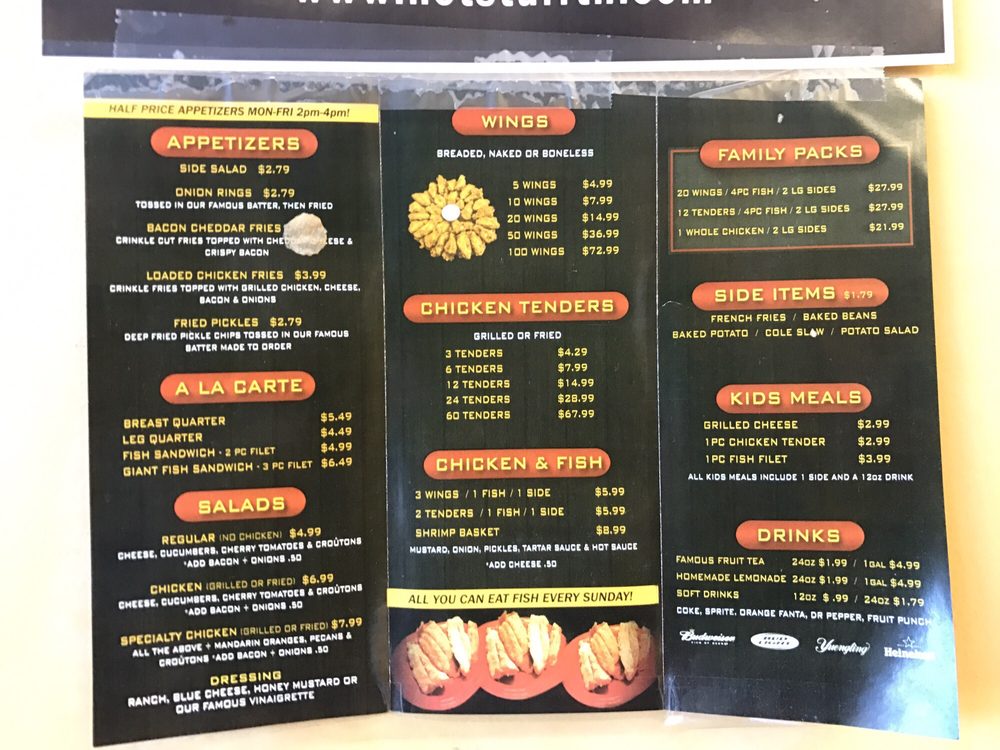 HALF PRICE APPETIZERS MON-FRI 2pm-4pm!
APPETIZERS
SIDE SALAD $2.79
ONION RINGS $2.79
TOSSED IN OUR FAMOUS BATTER, THEN FRIED
BACON CHEDDAR FRIES
CRINKLE CUT FRIES TOPPED WITH &
CRISPY BACON
LOADED CHICKEN FRIES $3.99
CRINKLE FRIES TOPPED WITH GRILLED CHICKEN, CHEESE,
BACON & ONIONS
FRIED PICKLES $2.79
DEEP FRIED PICKLE CHIPS TOSSED IN OUR FAMOUS
BATTER MADE TO ORDER
A LA CARTE
BREAST QUARTER $5.49
LEG QUARTER $4.49
FISH SANDWICH - 2 PC FILET $4.99
GIANT FISH SANDWICH - 3 PC FILET $6.49
SALADS
REGULAR (NO CHICKEN) $4.99
CHEESE, CUCUMBERS, CHERRY TOMATOES & CROÛTONS
*ADD BACON + ONIONS .50
CHICKEN (GRILLED OR FRIED) $6.99
CHEESE, CUCUMBERS, CHERRY TOMATOES & CROÛTONS
*ADD BACON + ONIONS .50
SPECIALTY CHICKEN (GRILLED OR FRIED) $7.99
ALL THE ABOVE + MANDARIN ORANGES, PECANS &
CROÛTONS *ADD BACON + ONIONS .50
DRESSING
RANCH, BLUE CHEESE, HONEY MUSTARD OR
OUR FAMOUS VINAIGRETTE
WINGS
BREADED, NAKED OR BONELESS
5 WINGS $4.99
10 WINGS $7.99
20 WINGS $14.99
50 WINGS $36.99
100 WINGS $72.99
CHICKEN TENDERS
GRILLED OR FRIED
3 TENDERS $4.29
6 TENDERS $7.99
12 TENDERS $14.99
24 TENDERS $28.99
60 TENDERS $67.99
CHICKEN & FISH
3 WINGS / 1 FISH / 1 SIDE $5.99
2 TENDERS / 1 FISH / 1 SIDE $5.99
SHRIMP BASKET $8.99
MUSTARD, ONION, PICKLES, TARTAR SAUCE & HOT SAUCE
*ADD CHEESE .50
ALL YOU CAN EAT FISH EVERY SUNDAY!
FAMILY PACKS
20 WINGS / 4PC FISH / 2 LG SIDES $27.99
12 TENDERS / 4PC FISH / 2 LG SIDES $27.99
1 WHOLE CHICKEN / 2 LG SIDES $21.99
SIDE ITEMS $1.79
FRENCH FRIES / BAKED BEANS
BAKED POTATO / COLE SLAW / POTATO SALAD
KIDS MEALS
GRILLED CHEESE $2.99
1PC CHICKEN TENDER $2.99
1PC FISH FILET $3.99
ALL KIDS MEALS INCLUDE 1 SIDE AND A 12oz DRINK
DRINKS
FAMOUS FRUIT TEA 24oz $1.99 / 1GAL $4.99
HOMEMADE LEMONADE 24oz $1.99 / 1GAL $4.99
SOFT DRINKS 12oz $.99 / 24oz $1.79
COKE, SPRITE, ORANGE FANTA, DR PEPPER, FRUIT PUNCH
Budweiser BUD LIGHT Yuengling Heineken